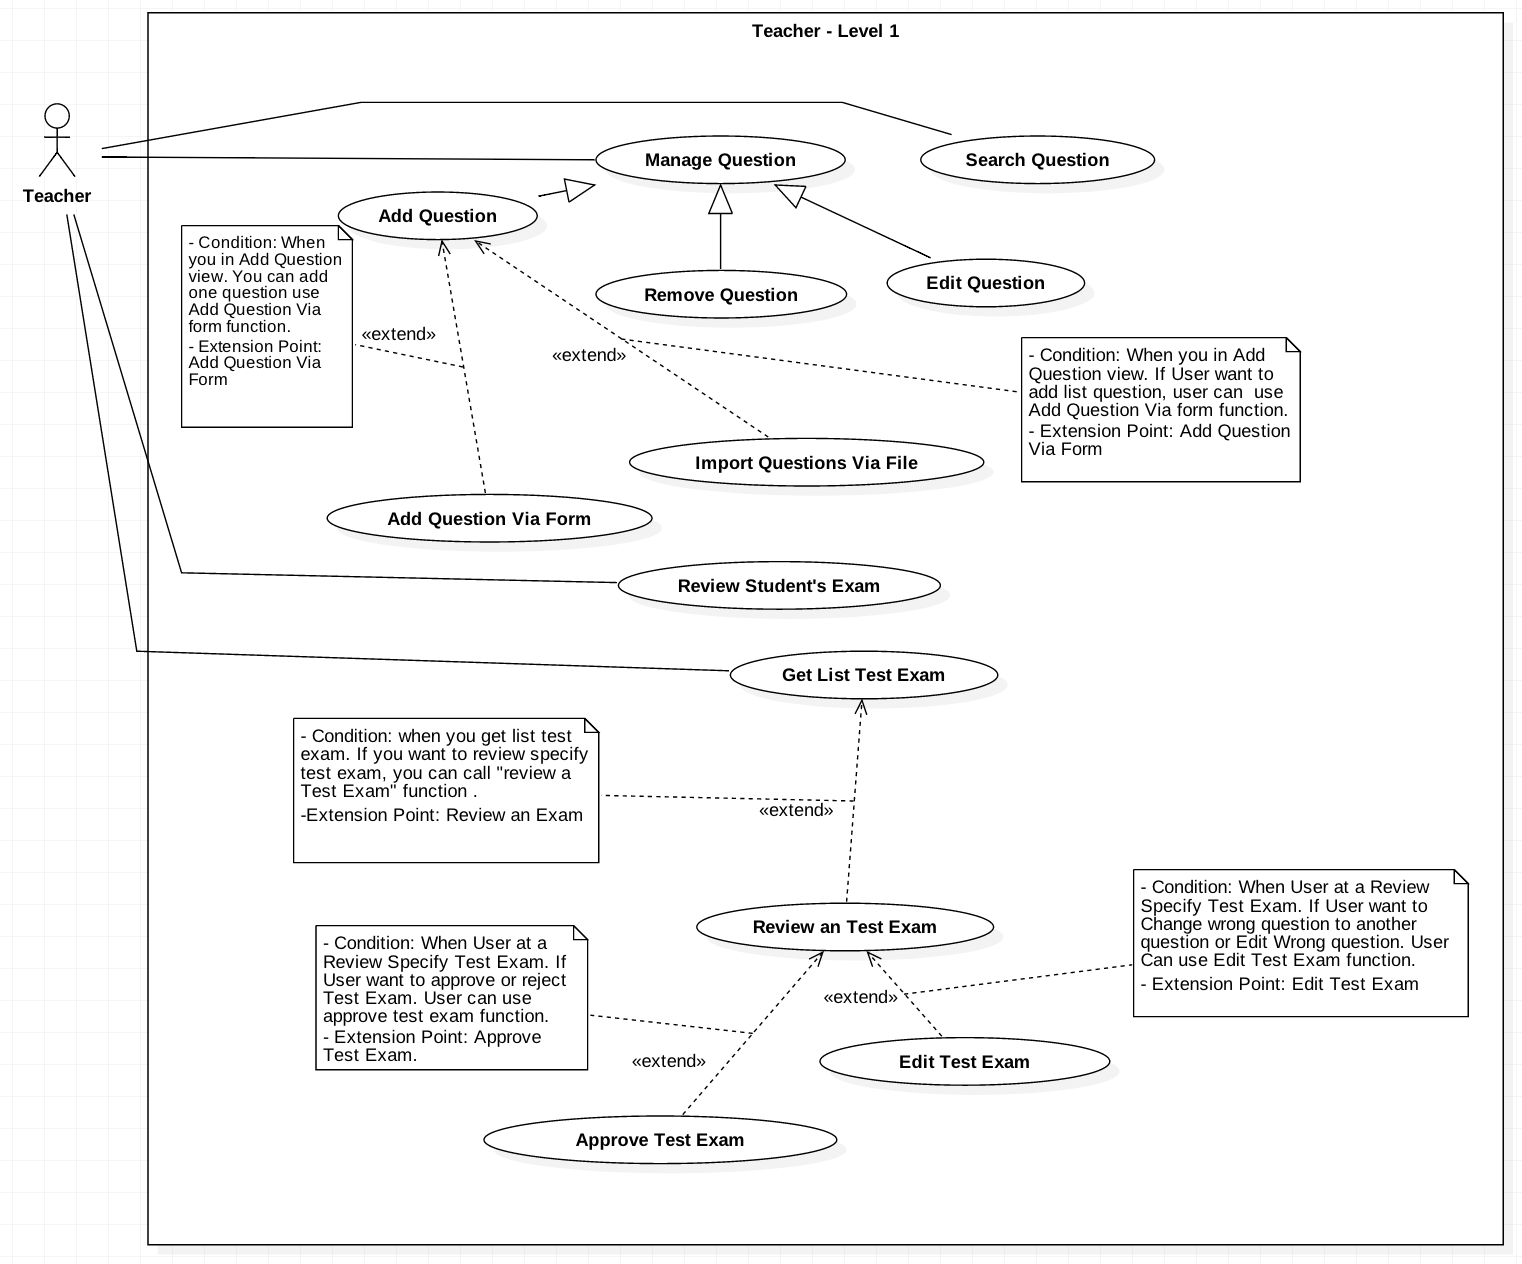 Teacher - Level 1
Teacher
Manage Question
Search Question
Add Question
- Condition: When
you in Add Question
view. You can add
one question use
Add Question Via
form function.
- Extension Point:
Add Question Via
Form
Remove Question
Edit Question
«extend»
«extend»
- Condition: When you in Add
Question view. If User want to
add list question, user can  use
Add Question Via form function.
- Extension Point: Add Question
Via Form
Import Questions Via File
Add Question Via Form
Review Student's Exam
Get List Test Exam
- Condition: when you get list test
exam. If you want to review specify
test exam, you can call "review a
Test Exam" function .
-Extension Point: Review an Exam
«extend»
Review an Test Exam
- Condition: When User at a Review
Specify Test Exam. If User want to
Change wrong question to another
question or Edit Wrong question. User
Can use Edit Test Exam function.
- Extension Point: Edit Test Exam
- Condition: When User at a
Review Specify Test Exam. If
User want to approve or reject
Test Exam. User can use
approve test exam function.
- Extension Point: Approve
Test Exam.
«extend»
«extend»
Edit Test Exam
Approve Test Exam